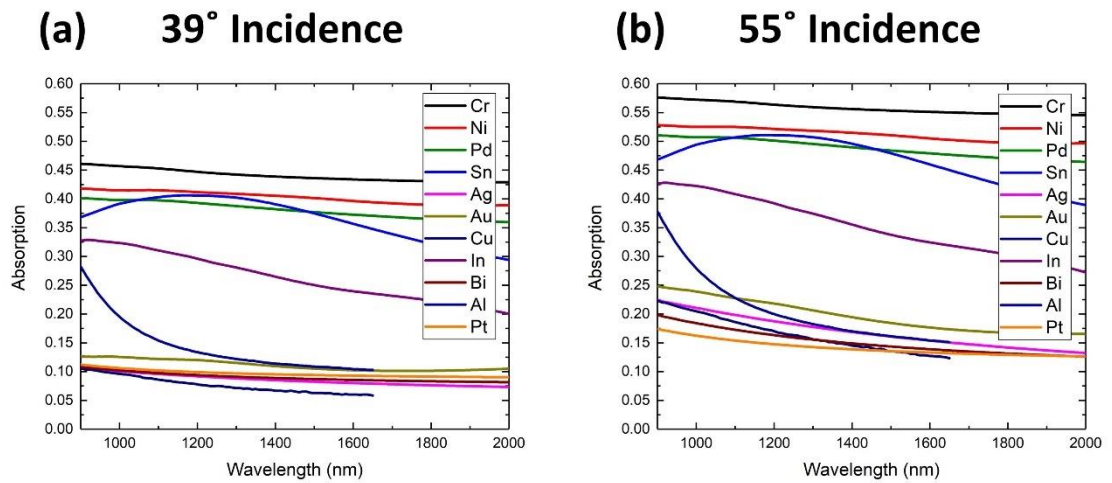 (a) 39° Incidence
0.60
0.55
0.50
0.45
0.40
0.35
0.30
0.25
0.20
0.15
0.10
0.05
0.00
Absorption
Cr
Ni
Pd
Sn
Ag
Au
Cu
In
Bi
Al
Pt
1000 1200 1400 1600 1800 2000
Wavelength (nm)
(b) 55° Incidence
0.60
0.55
0.50
0.45
0.40
0.35
0.30
0.25
0.20
0.15
0.10
0.05
0.00
Absorption
Cr
Ni
Pd
Sn
Ag
Au
Cu
In
Bi
Al
Pt
1000 1200 1400 1600 1800 2000
Wavelength (nm)